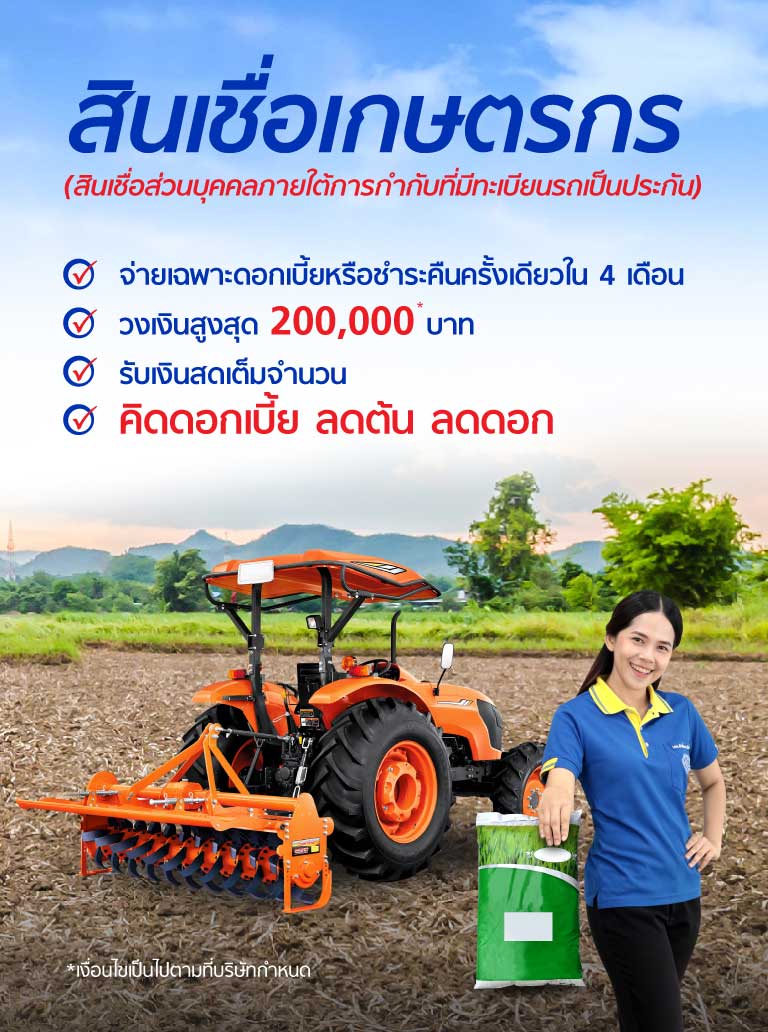 สินเชื่อเกษตรกร
(สินเชื่อส่วนบุคคลภายใต้การกำกับที่มีทะเบียนรถเป็นประกัน)
จ่ายเฉพาะดอกเบี้ยหรือชำระคืนครั้งเดียวใน 4 เดือน
วงเงินสูงสุด 200,000* บาท
รับเงินสดเต็มจำนวน
คิดดอกเบี้ย ลดต้น ลดดอก
*เงื่อนไขเป็นไปตามที่บริษัทกำหนด